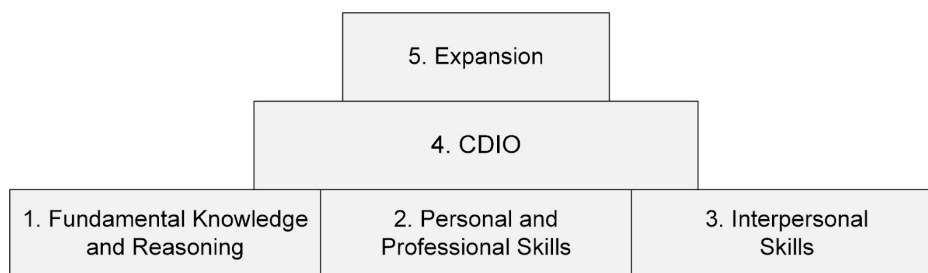 5. Expansion
4. CDIO
1. Fundamental Knowledge
and Reasoning
2. Personal and
Professional Skills
3. Interpersonal
Skills